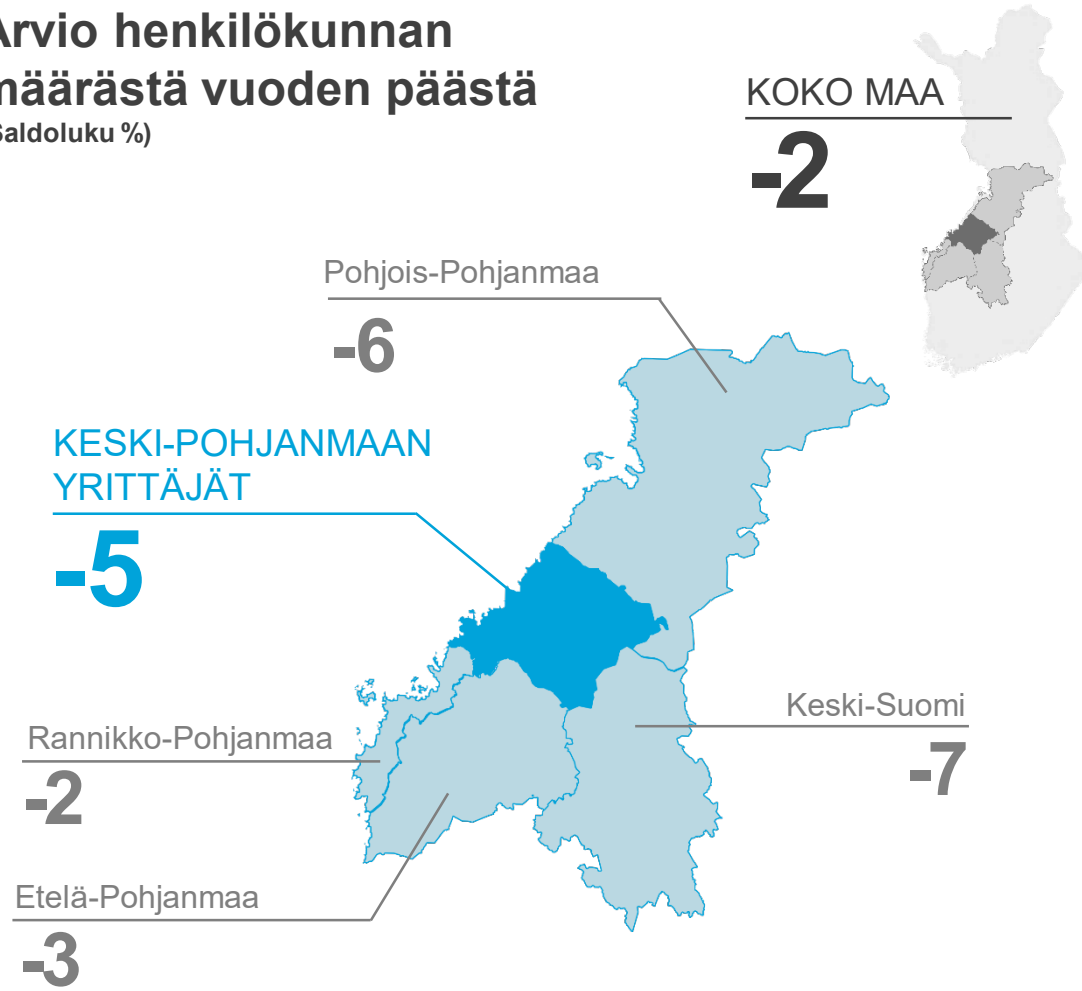 Arvio henkilökunnan
määrästä vuoden päästä
Saldoluku %)
KOKO MAA
-2
Pohjois-Pohjanmaa
-6
KESKI-POHJANMAAN
YRITTÄJÄT
-5
Keski-Suomi
-7
Rannikko-Pohjanmaa
-2
Etelä-Pohjanmaa
-3